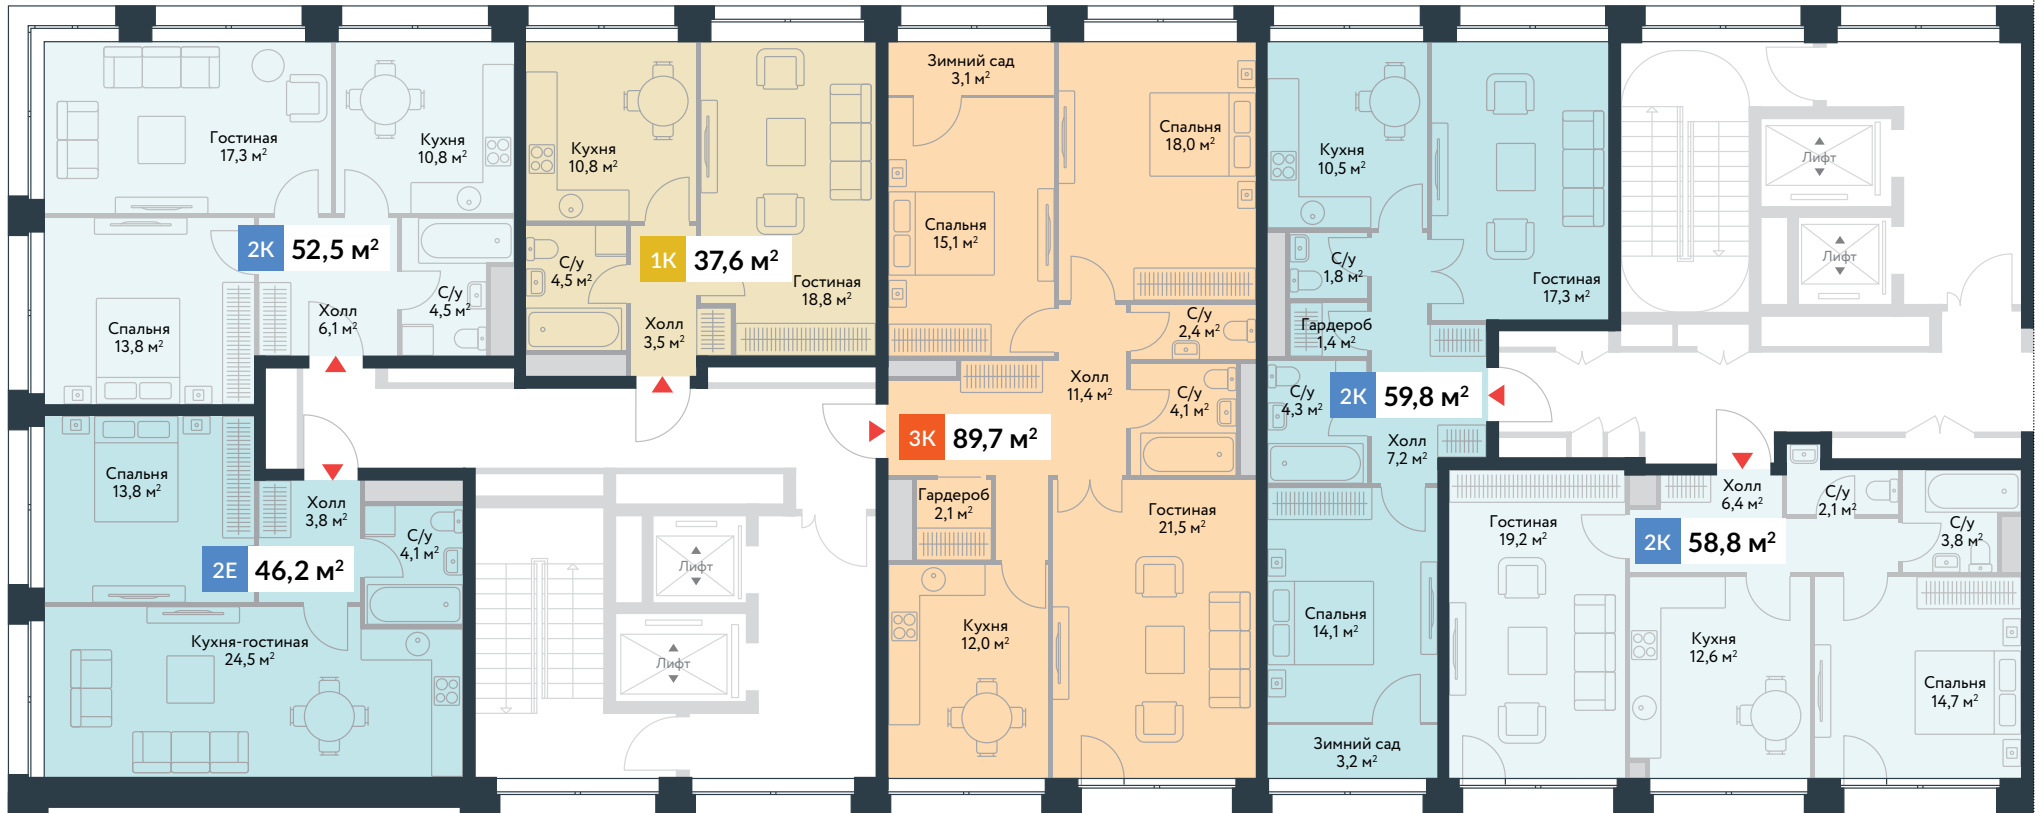 Гостиная
17,3 м²
Кухня
10,8 м²
Спальня
13,8 м²
2К 52,5 м²
Холл
6,1 м²
С/у
4,5 м²
Кухня
10,8 м²
С/у
4,5 м²
1К 37,6 м²
Холл
3,5 м²
Гостиная
18,8 м²
Спальня
13,8 м²
Холл
3,8 м²
С/у
4,1 м²
2Е 46,2 м²
Кухня-гостиная
24,5 м²
Лифт
Лифт
Зимний сад
3,1 м²
Спальня
18,0 м²
Спальня
15,1 м²
С/у
2,4 м²
Холл
11,4 м²
С/у
4,1 м²
3К 89,7 м²
Гардероб
2,1 м²
Гостиная
21,5 м²
Кухня
12,0 м²
Кухня
10,5 м²
С/у
1,8 м²
Гостиная
17,3 м²
Гардероб
1,4 м²
С/у
4,3 м²
2К 59,8 м²
Холл
7,2 м²
Спальня
14,1 м²
Зимний сад
3,2 м²
Лифт
Лифт
Холл
6,4 м²
С/у
2,1 м²
Гостиная
19,2 м²
2К 58,8 м²
С/у
3,8 м²
Кухня
12,6 м²
Спальня
14,7 м²